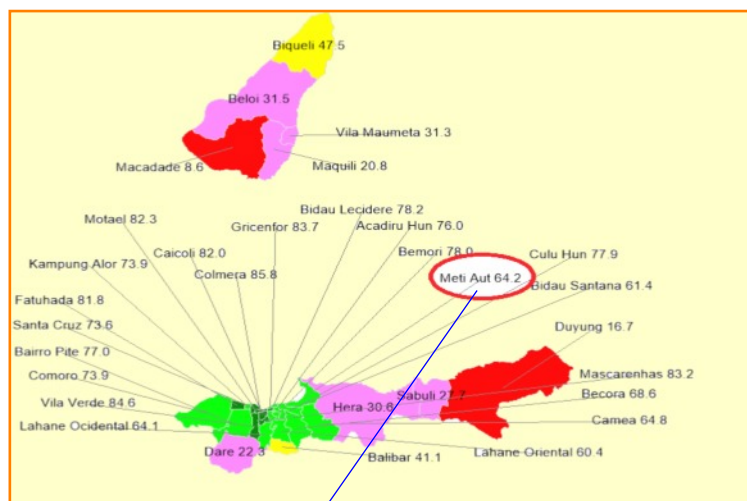 Biqueli 47.5
Beloi 31.5
Vila Maumeta 31.3
Macadade 8.6
Maquili 20.8
Bidau Lecidere 78.2
Motael 82.3
Gricenfor 83.7
Acadiru Hun 76.0
Caicoli 82.0
Bemori 78.0
Culu Hun 77.9
Kampung Alor 73.9
Colmera 85.8
Meti Aut 64.2
Bidau Santana 61.4
Fatuhada 81.8
Santa Cruz 73.6
Duyung 16.7
Bairro Pite 77.0
Comoro 73.9
Mascarenhas 83.2
Sabuli 27.7
Becora 68.6
Vila Verde 84.6
Hera 30.6
Camea 64.8
Lahane Ocidental 64.1
Dare 22.3
Balibar 41.1
Lahane Oriental 60.4